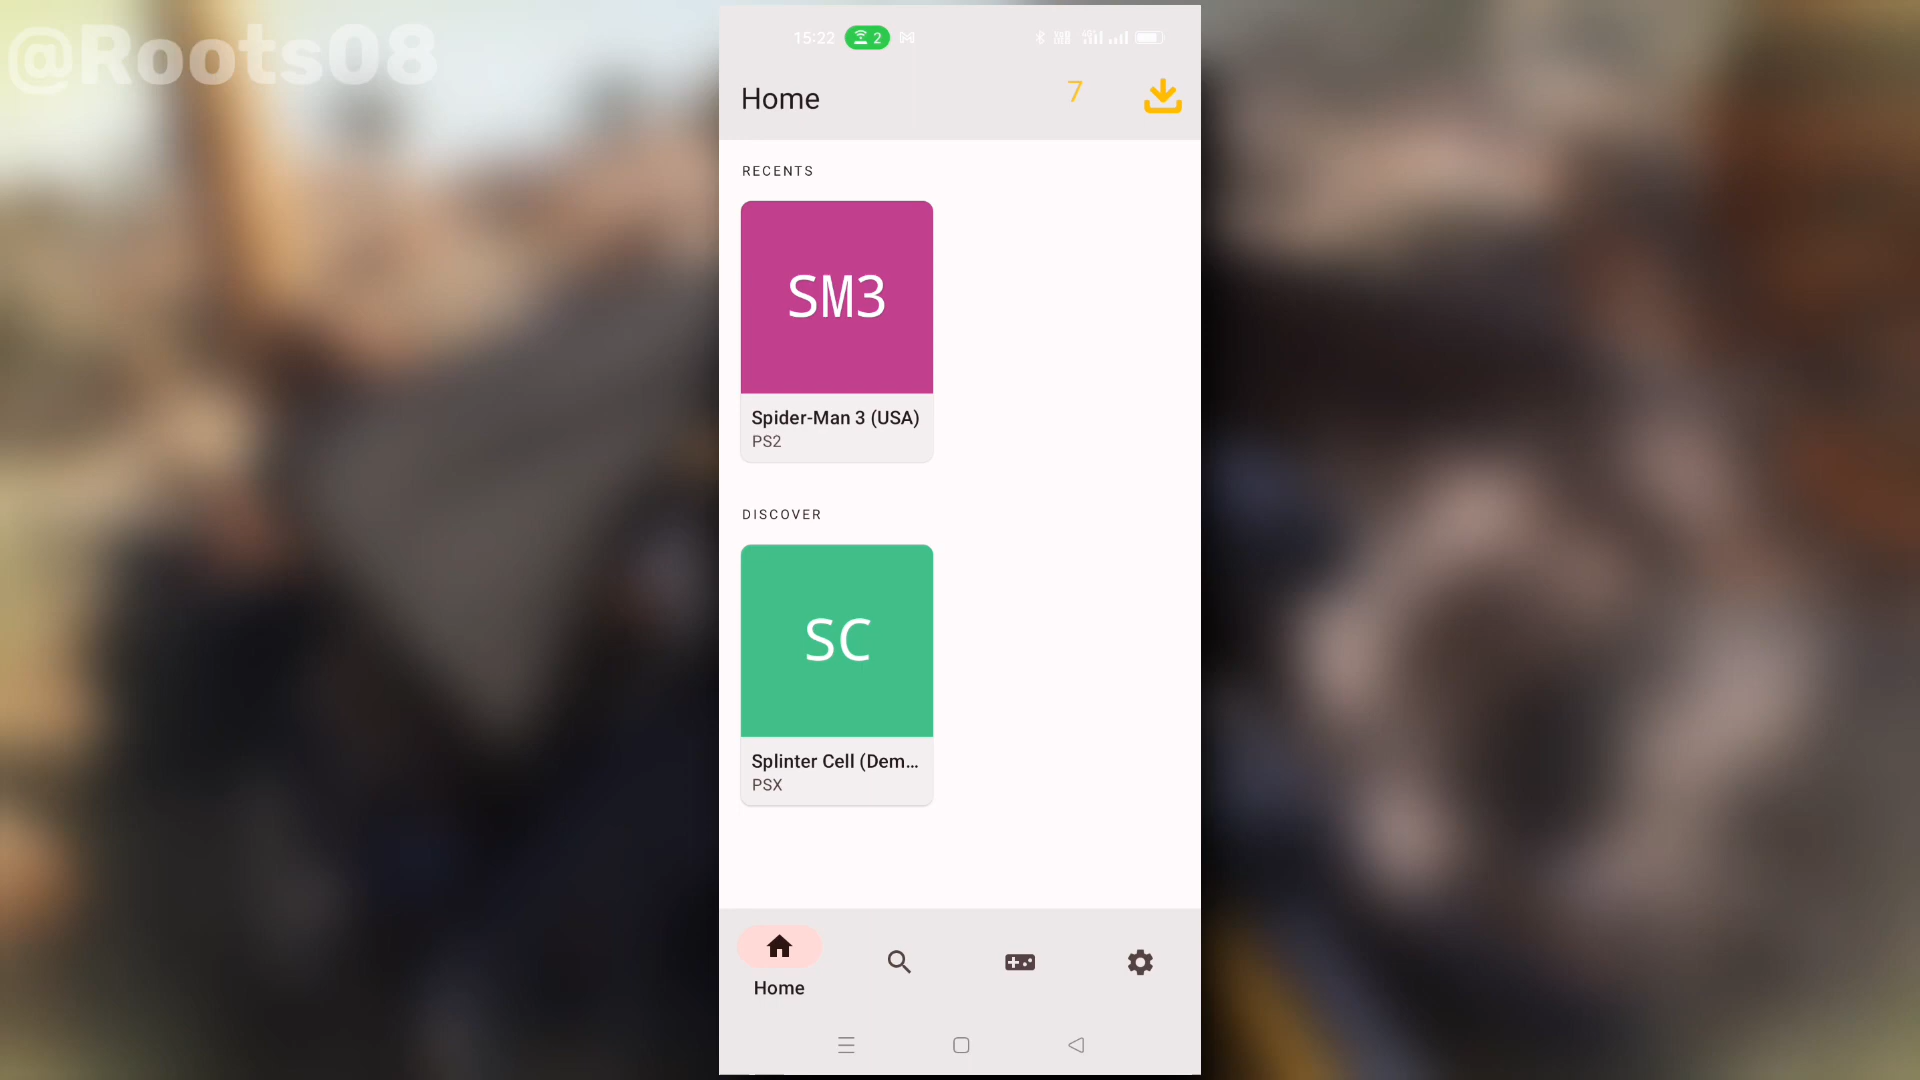 @Roots08
15:22 2
Home 7
RECENTS
SM3
Spider-Man 3 (USA)
PS2
DISCOVER
SC
Splinter Cell (Dem...
PSX
Home